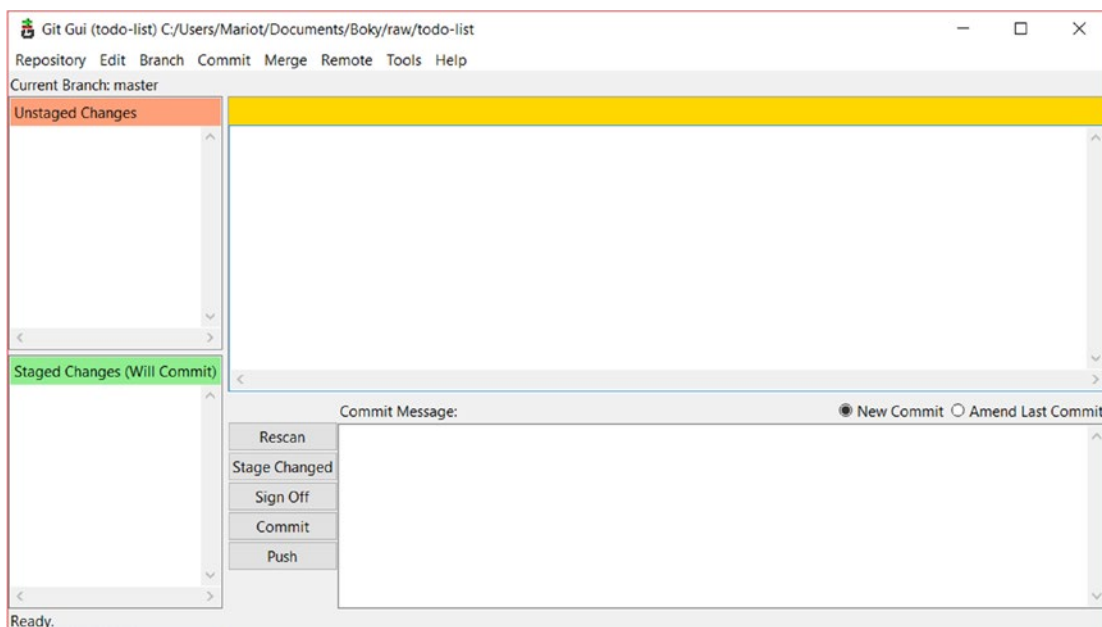 Git Gui (todo-list) C:/Users/Mariot/Documents/Boky/raw/todo-list
Repository Edit Branch Commit Merge Remote Tools Help
Current Branch: master
Unstaged Changes
Staged Changes (Will Commit)
Commit Message:
New Commit Amend Last Commit
Rescan
Stage Changed
Sign Off
Commit
Push
Ready.